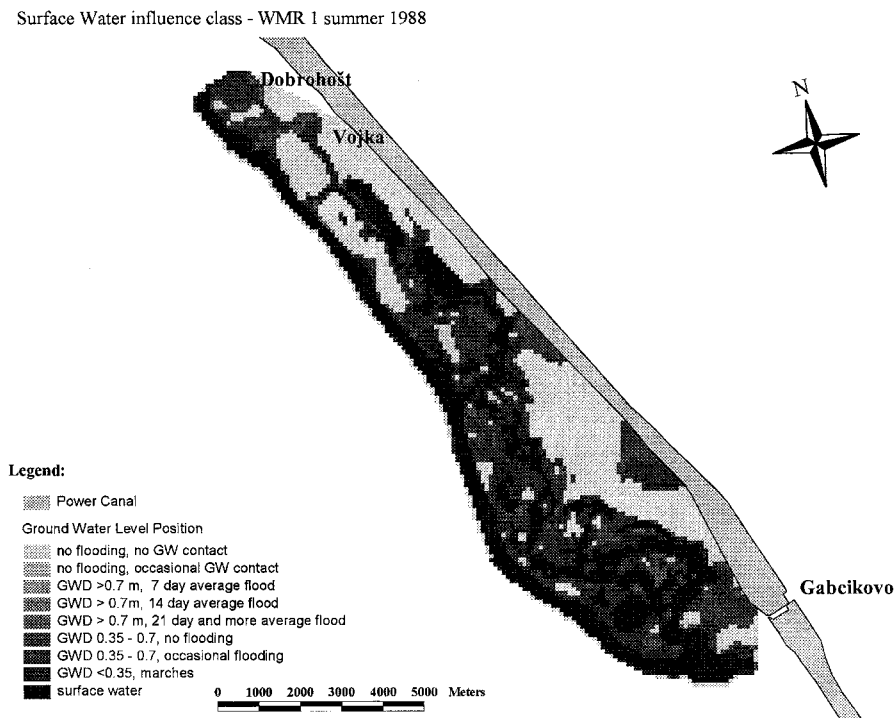 Surface Water influence class - WMR 1 summer 1988
Dobrohošt
Vojka
N
Gabcikovo
Legend:
Power Canal
Ground Water Level Position
no flooding, no GW contact
no flooding, occasional GW contact
GWD >0.7 m, 7 day average flood
GWD > 0.7m, 14 day average flood
GWD > 0.7 m, 21 day and more average flood
GWD 0.35 - 0.7, no flooding
GWD 0.35 - 0.7, occasional flooding
GWD <0.35, marches
surface water
0 1000 2000 3000 4000 5000 Meters